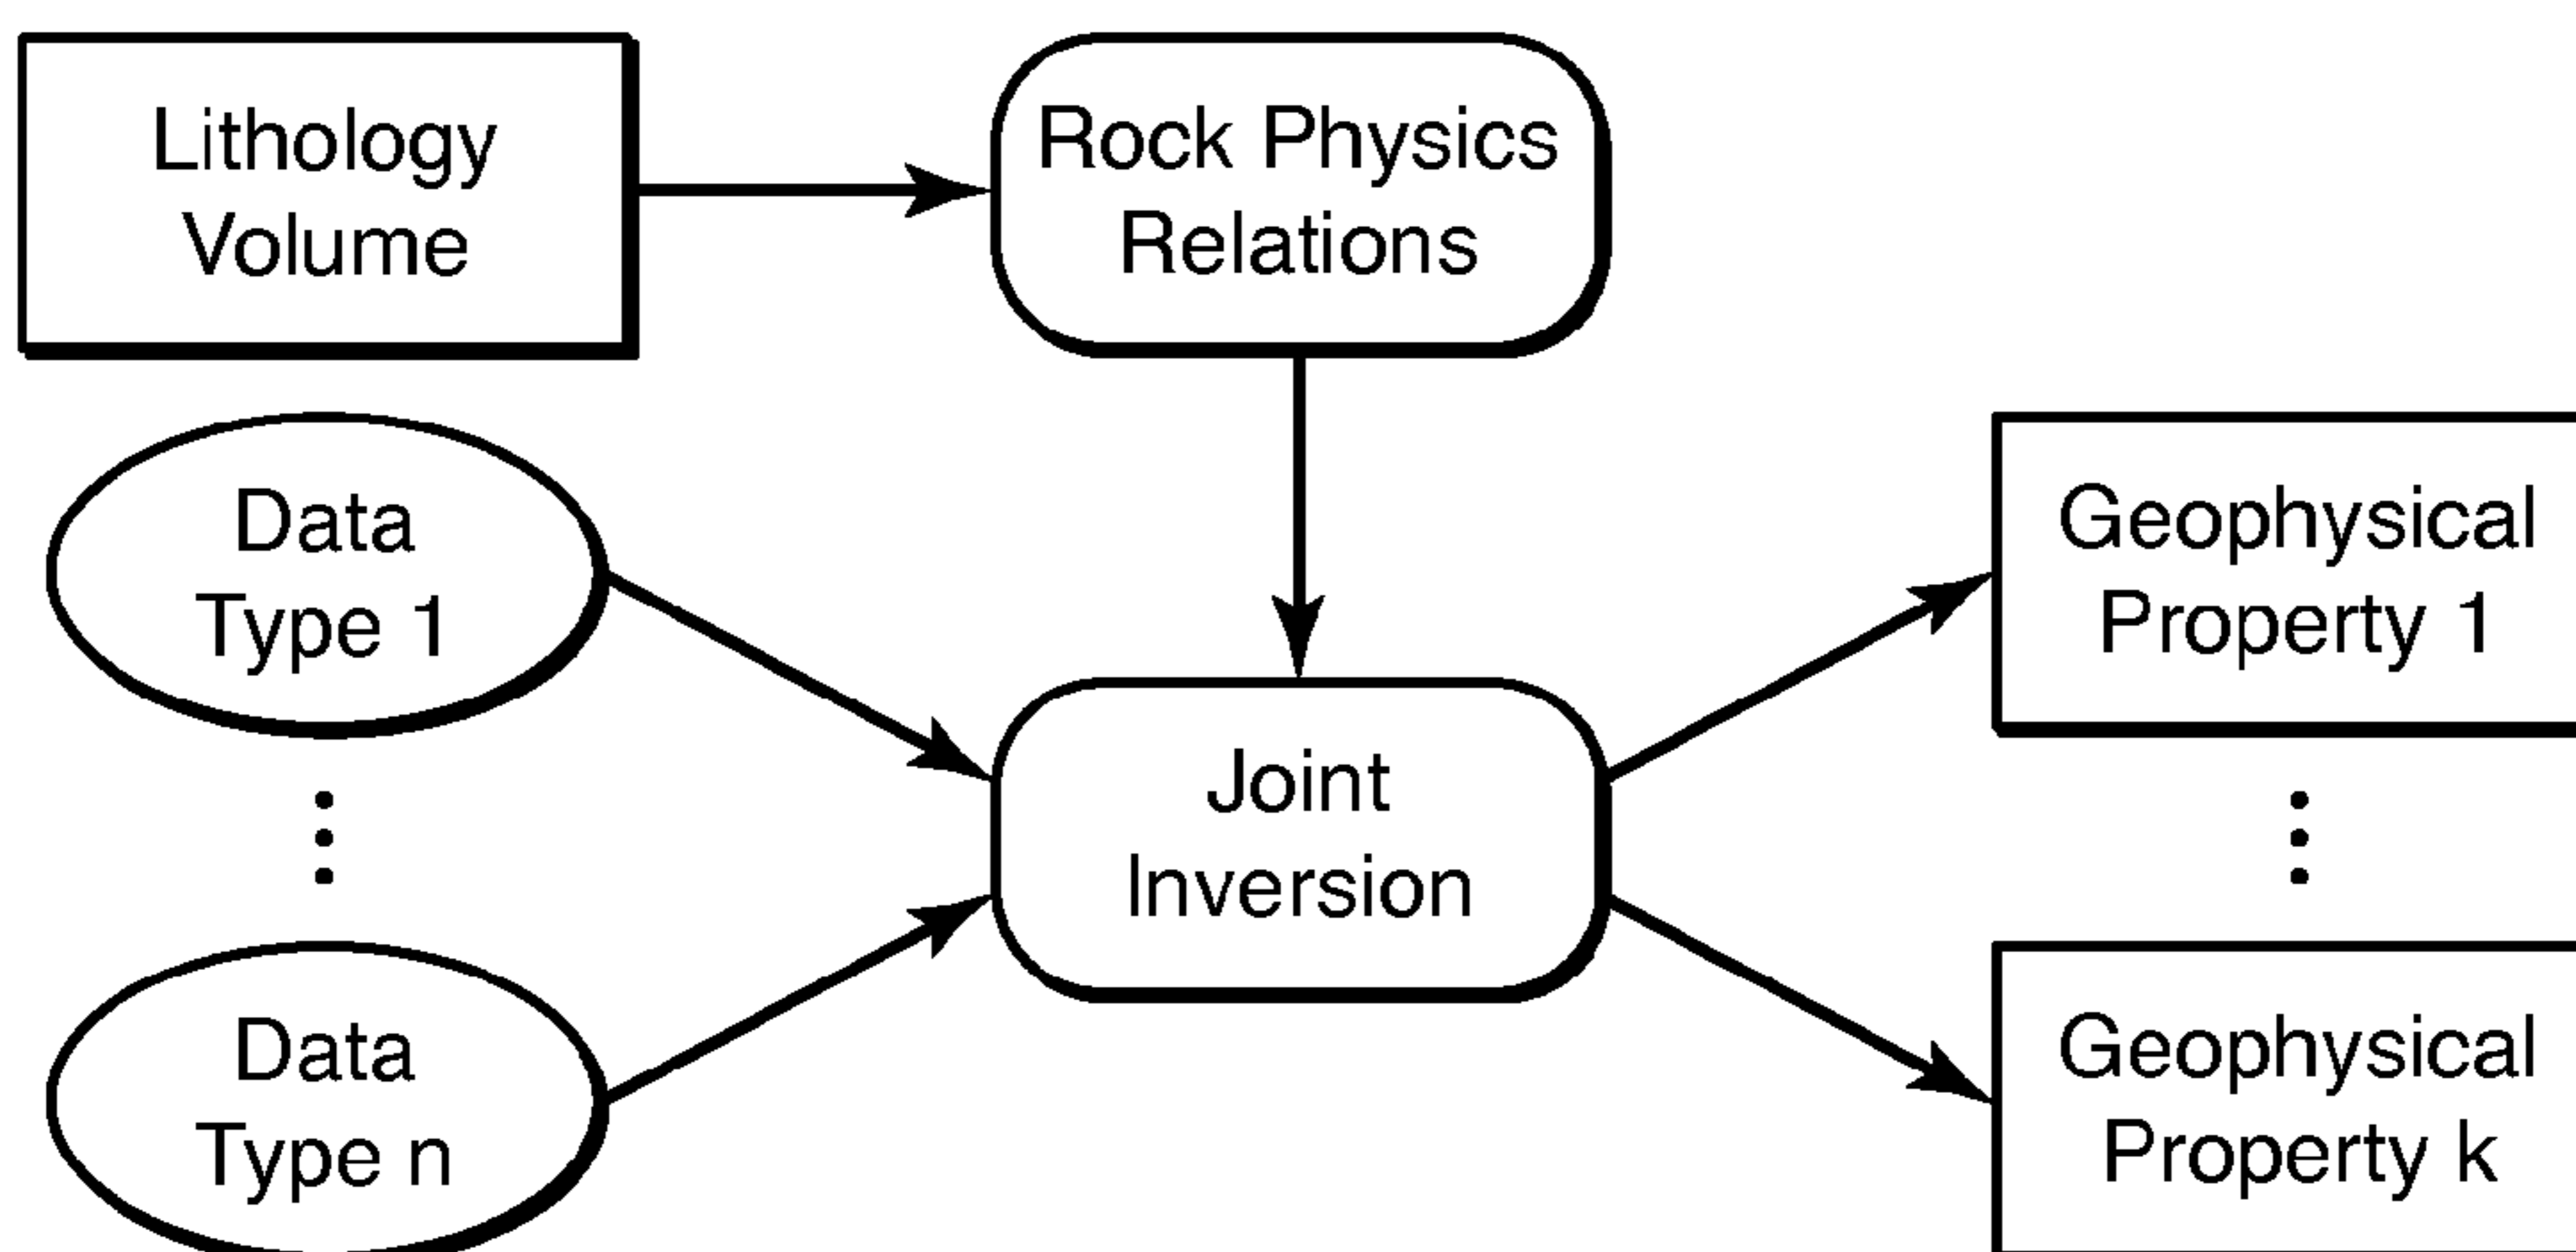 Lithology
Volume
Rock Physics
Relations
Data
Type 1
Geophysical
Property 1
Joint
Inversion
Data
Type n
Geophysical
Property k